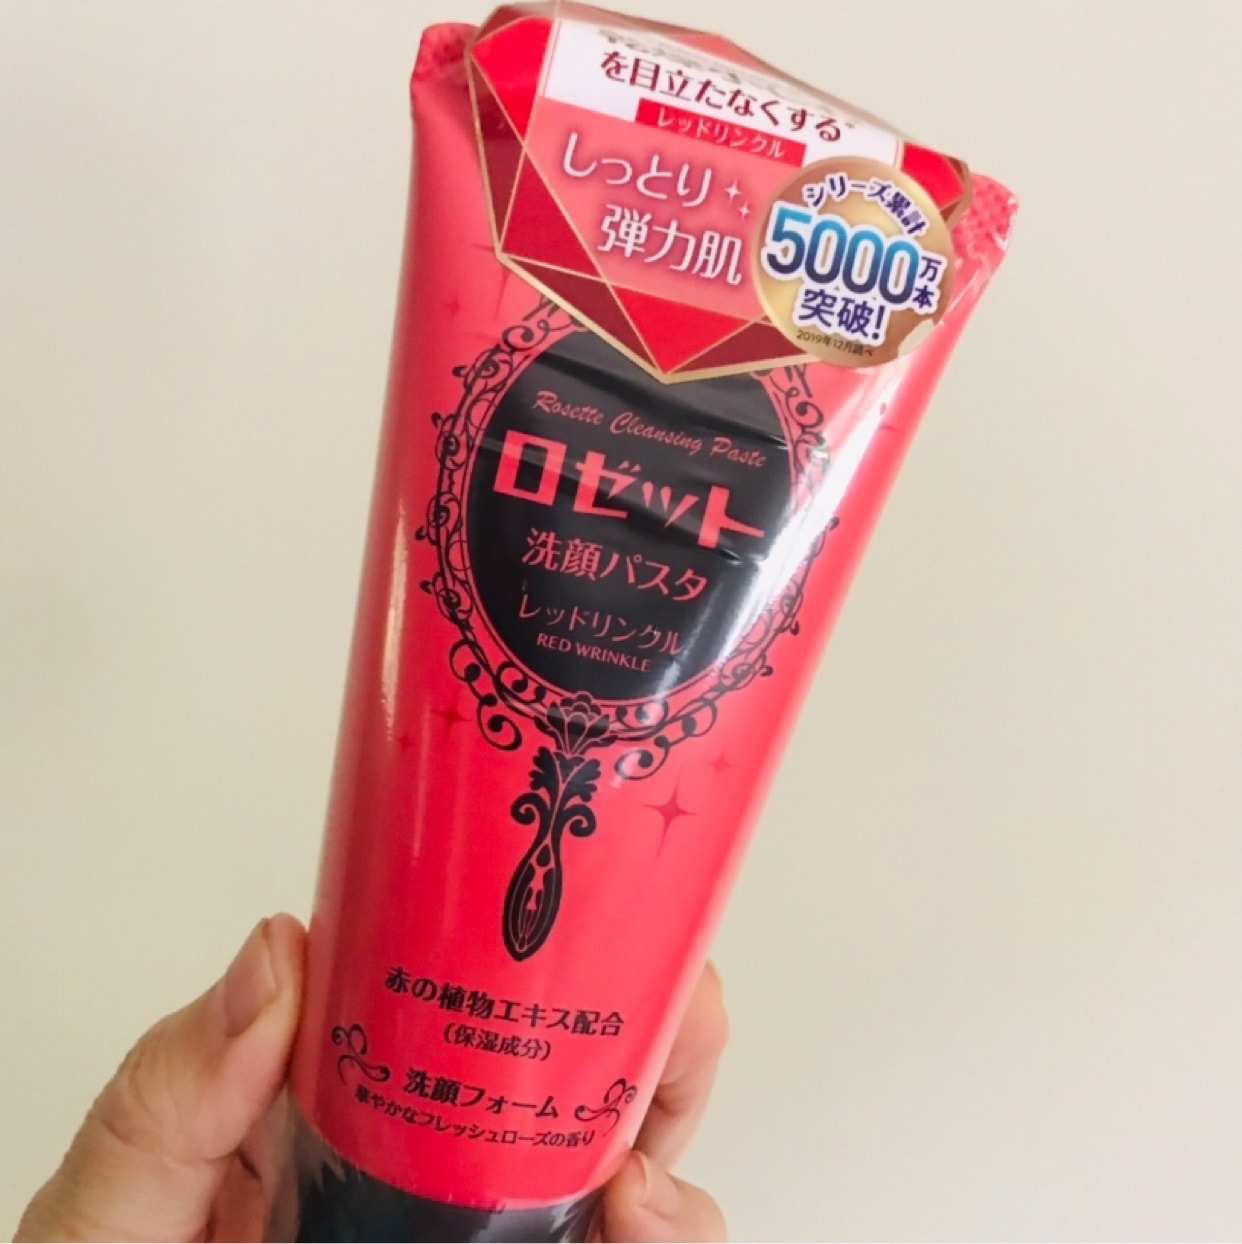 を目立たなくする
レッドリンクル
しっとり
弾力肌
シリーズ累計
5000万本
突破!
2019年12月調べ
Rosette Cleansing Paste
ロゼット
洗顔パスタ
レッドリンクル
RED WRINKLE
赤の植物エキス配合
(保湿成分)
洗顔フォーム
華やかなフレッシュローズの香り